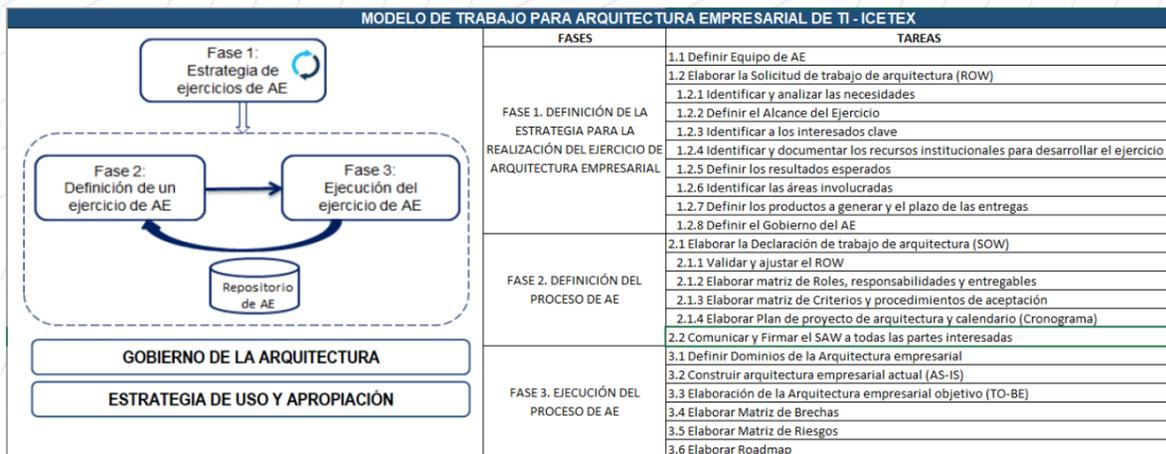 MODELO DE TRABAJO PARA ARQUITECTURA EMPRESARIAL DE TI - ICETEX
Fase 1:
Estrategia de
ejercicios de AE
Fase 2:
Definición de un
ejercicio de AE
Fase 3:
Ejecución del
ejercicio de AE
Repositorio
de AE
GOBIERNO DE LA ARQUITECTURA
ESTRATEGIA DE USO Y APROPIACIÓN
FASES
TAREAS
FASE 1. DEFINICIÓN DE LA
ESTRATEGIA PARA LA
REALIZACIÓN DEL EJERCICIO DE
ARQUITECTURA EMPRESARIAL
1.1 Definir Equipo de AE
1.2 Elaborar la Solicitud de trabajo de arquitectura (ROW)
1.2.1 Identificar y analizar las necesidades
1.2.2 Definir el Alcance del Ejercicio
1.2.3 Identificar a los interesados clave
1.2.4 Identificar y documentar los recursos institucionales para desarrollar el ejercicio
1.2.5 Definir los resultados esperados
1.2.6 Identificar las áreas involucradas
1.2.7 Definir los productos a generar y el plazo de las entregas
1.2.8 Definir el Gobierno del AE
FASE 2. DEFINICIÓN DEL
PROCESO DE AE
2.1 Elaborar la Declaración de trabajo de arquitectura (SOW)
2.1.1 Validar y ajustar el ROW
2.1.2 Elaborar matriz de Roles, responsabilidades y entregables
2.1.3 Elaborar matriz de Criterios y procedimientos de aceptación
2.1.4 Elaborar Plan de proyecto de arquitectura y calendario (Cronograma)
2.2 Comunicar y Firmar el SAW a todas las partes interesadas
FASE 3. EJECUCIÓN DEL
PROCESO DE AE
3.1 Definir Dominios de la Arquitectura empresarial
3.2 Construir arquitectura empresarial actual (AS-IS)
3.3 Elaboración de la Arquitectura empresarial objetivo (TO-BE)
3.4 Elaborar Matriz de Brechas
3.5 Elaborar Matriz de Riesgos
3.6 Elaborar Roadmap